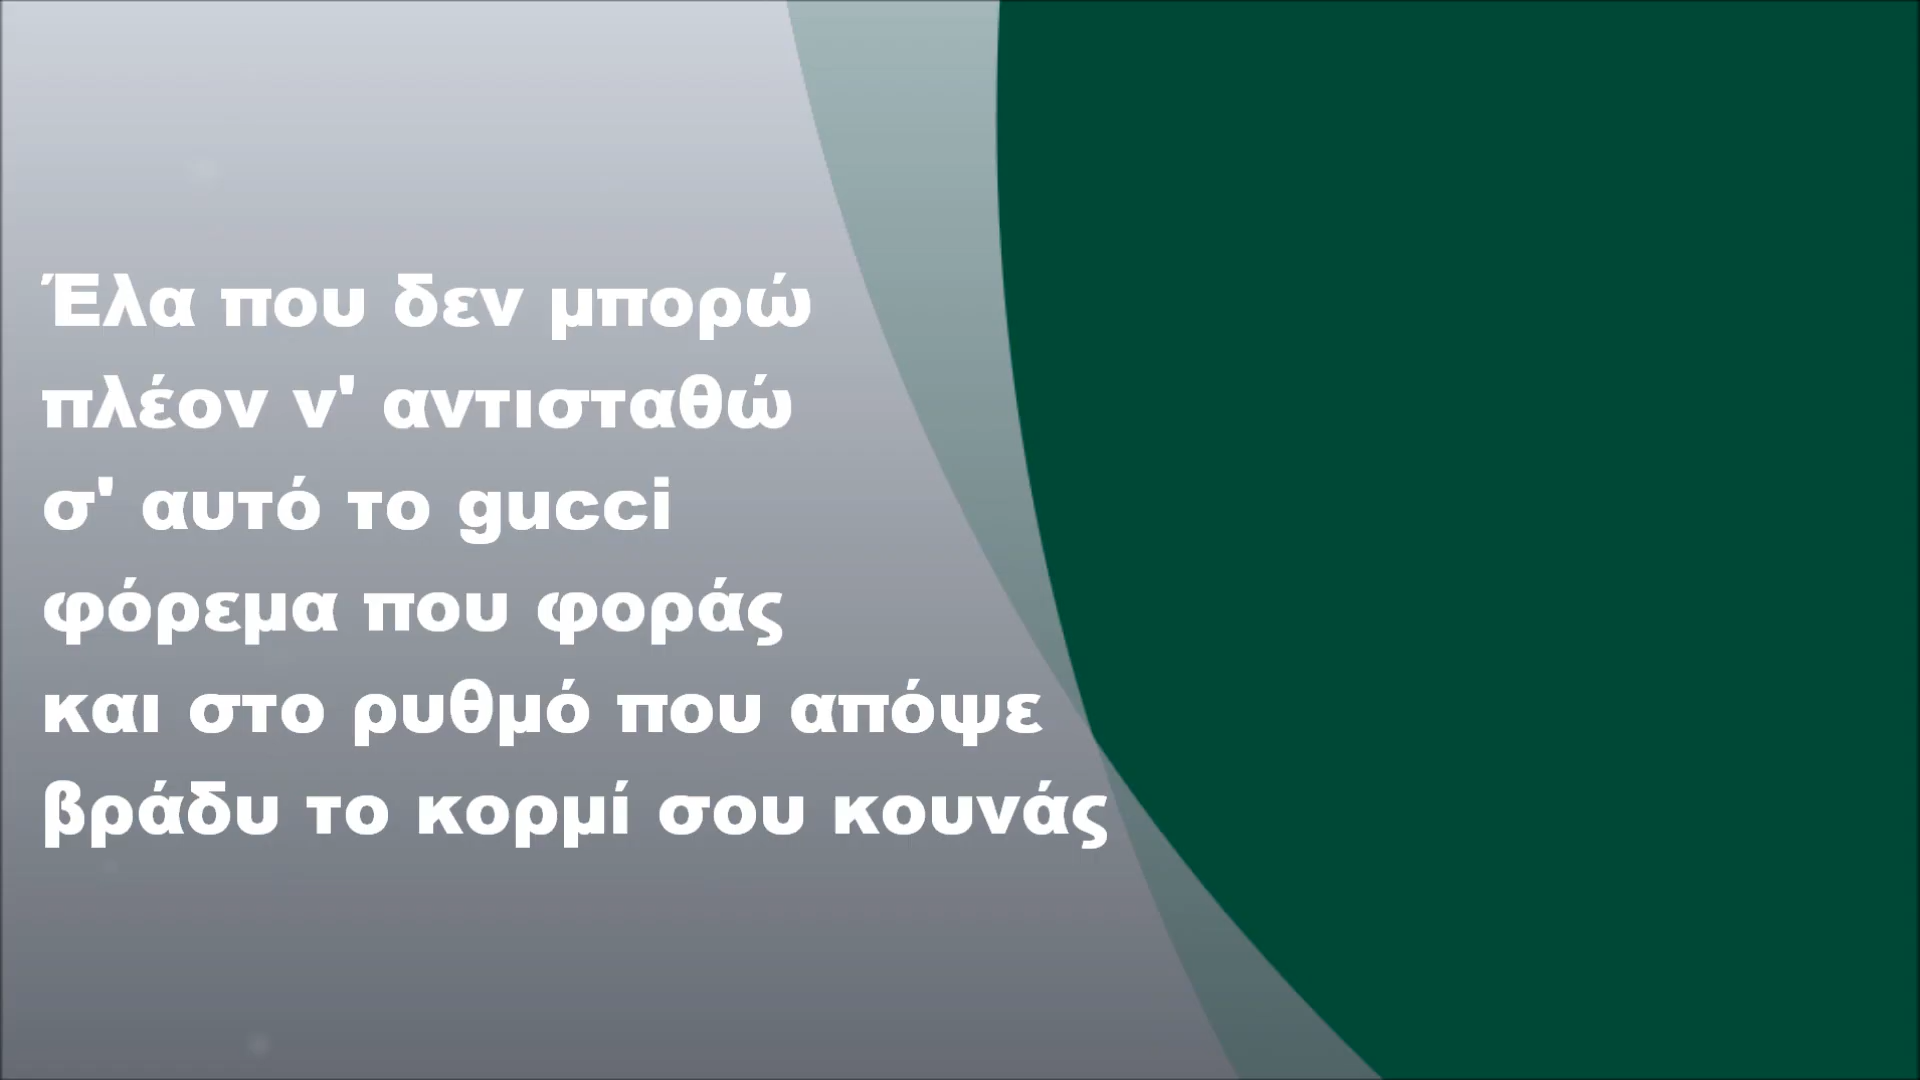 Έλα που δεν μπορώ
πλέον ν' αντισταθώ
σ' αυτό το gucci
φόρεμα που φοράς
και στο ρυθμό που απόψε
βράδυ το κορμί σου κουνάς